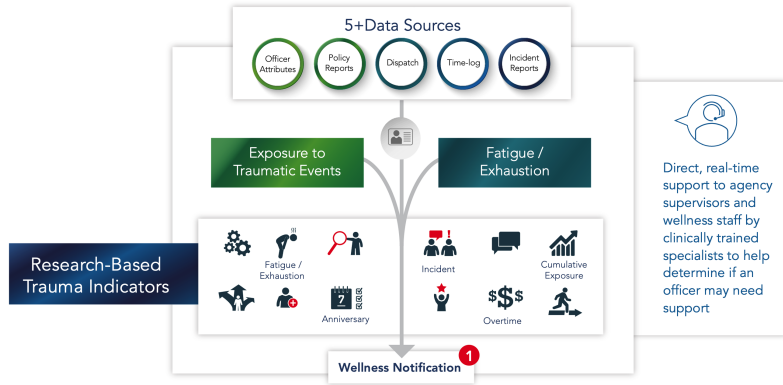 5+Data Sources
Officer
Attributes
Policy
Reports
Dispatch
Time-log
Incident
Reports
Exposure to
Traumatic Events
Fatigue /
Exhaustion
Direct, real-time
support to agency
supervisors and
wellness staff by
clinically trained
specialists to help
determine if an
officer may need
support
Research-Based
Trauma Indicators
Fatigue /
Exhaustion
Incident
!
Cumulative
Exposure
7
Anniversary
$$$
Overtime
Wellness Notification
1